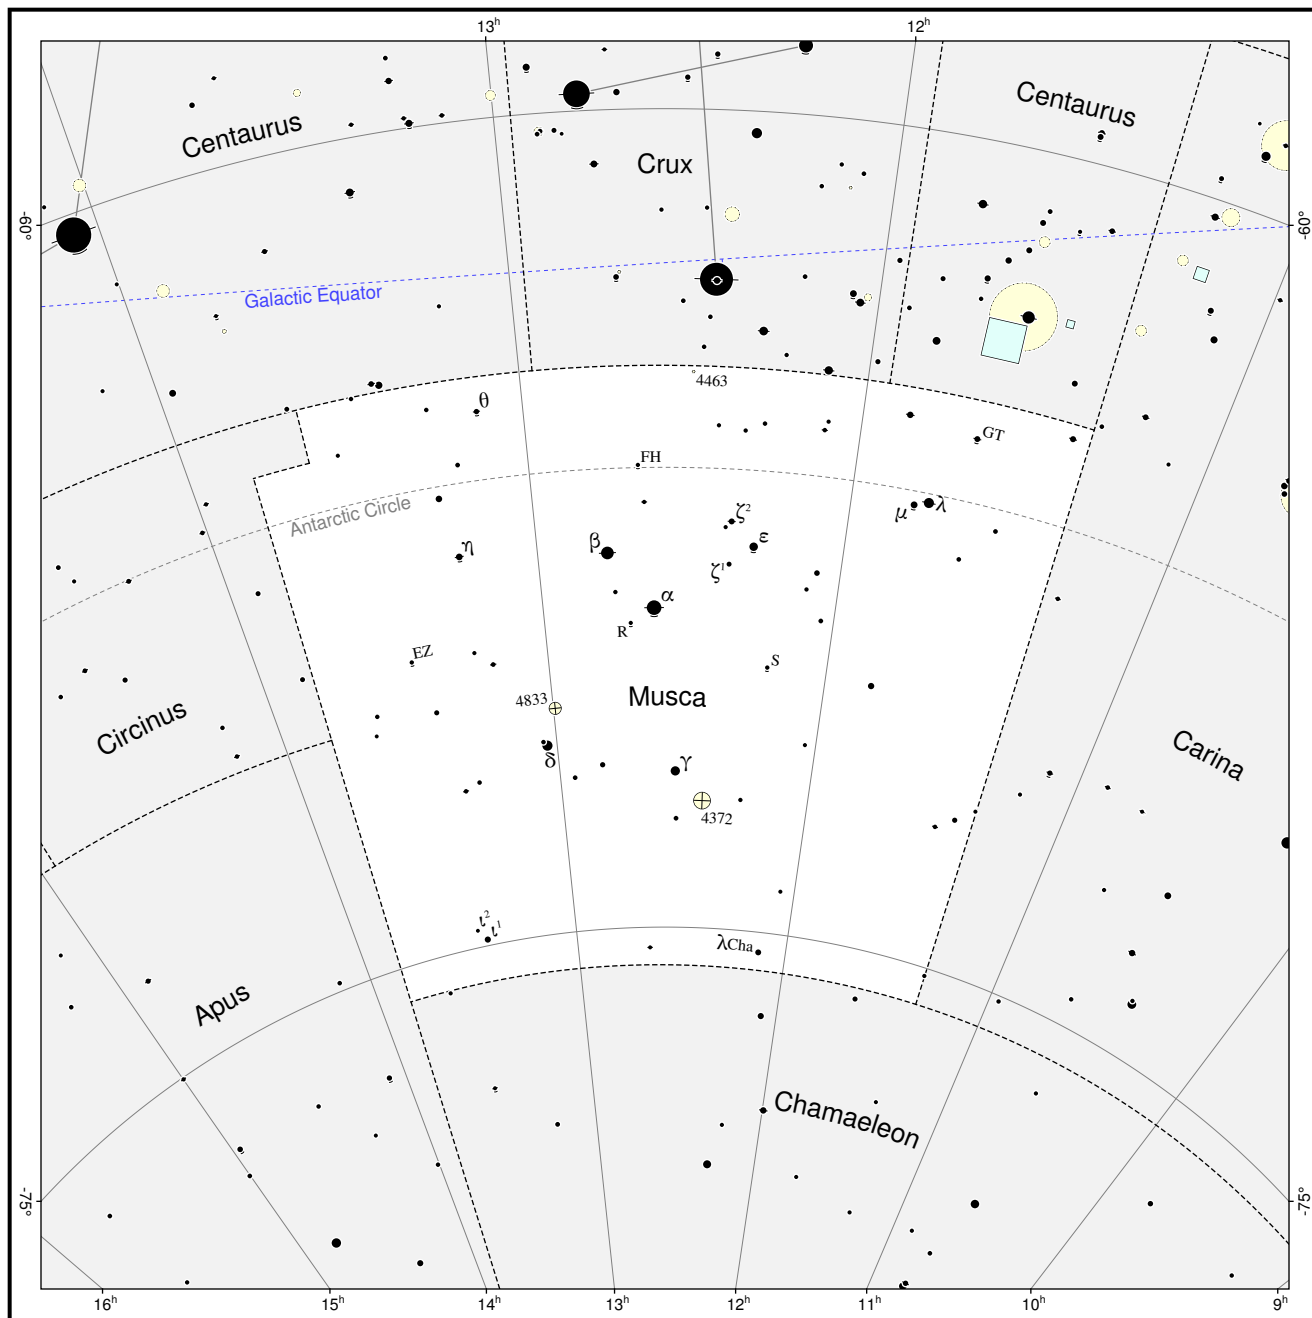 13h
12h
Centaurus
Centaurus
Crux
-60°
-60°
Galactic Equator
4463
θ
GT
FH
Antarctic Circle
ζ2
μ
λ
β
ε
η
ζ1
α
R
EZ
S
4833
Musca
Circinus
Carina
δ
γ
4372
ι2
ι1
λCha
Apus
Chamaeleon
-75°
-75°
16h
15h
14h
13h
12h
11h
10h
9h